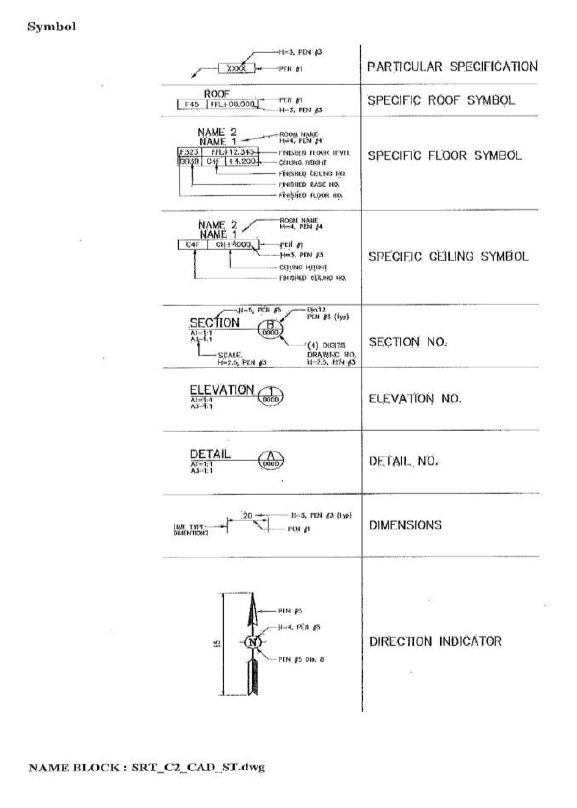 Symbol
H=3, PEN #3
XXXX
PEN #1
PARTICULAR SPECIFICATION
ROOF
F45 FFL+00,000
PEN #1
H=3, PEN #3
SPECIFIC ROOF SYMBOL
NAME 2
NAME 1
ROOM NAME
H=4, PEN #4
F323 FFL+12,345
C4F +4,200
FINISHED FLOOR LEVEL
CEILING HEIGHT
FINISHED CEILING NO.
FINISHED BASE NO.
FINISHED FLOOR NO.
SPECIFIC FLOOR SYMBOL
NAME 2
NAME 1
ROOM NAME
H=4, PEN #4
C4F CH+4000
PEN #1
H=3, PEN #3
CEILING HEIGHT
FINISHED CEILING NO.
SPECIFIC CEILING SYMBOL
H=5, PEN #5
SECTION
A1=1:1
A3=1:1
B
0000
Dia12
PEN #3 (typ)
SCALE
H=2.5, PEN #3
(4) DIGITS
DRAWING NO.
H=2.5, PEN #3
SECTION NO.
ELEVATION
A1=1:1
A3=1:1
1
0000
ELEVATION NO.
DETAIL
A1=1:1
A3=1:1
A
0000
DETAIL NO.
20
H=3, PEN #3 (typ)
LINE TYPE
PEN #1
DIMENSIONS
PEN #5
H=4, PEN #5
N
PEN #5 Dia. 8
DIRECTION INDICATOR
NAME BLOCK : SRT_C2_CAD_ST.dwg